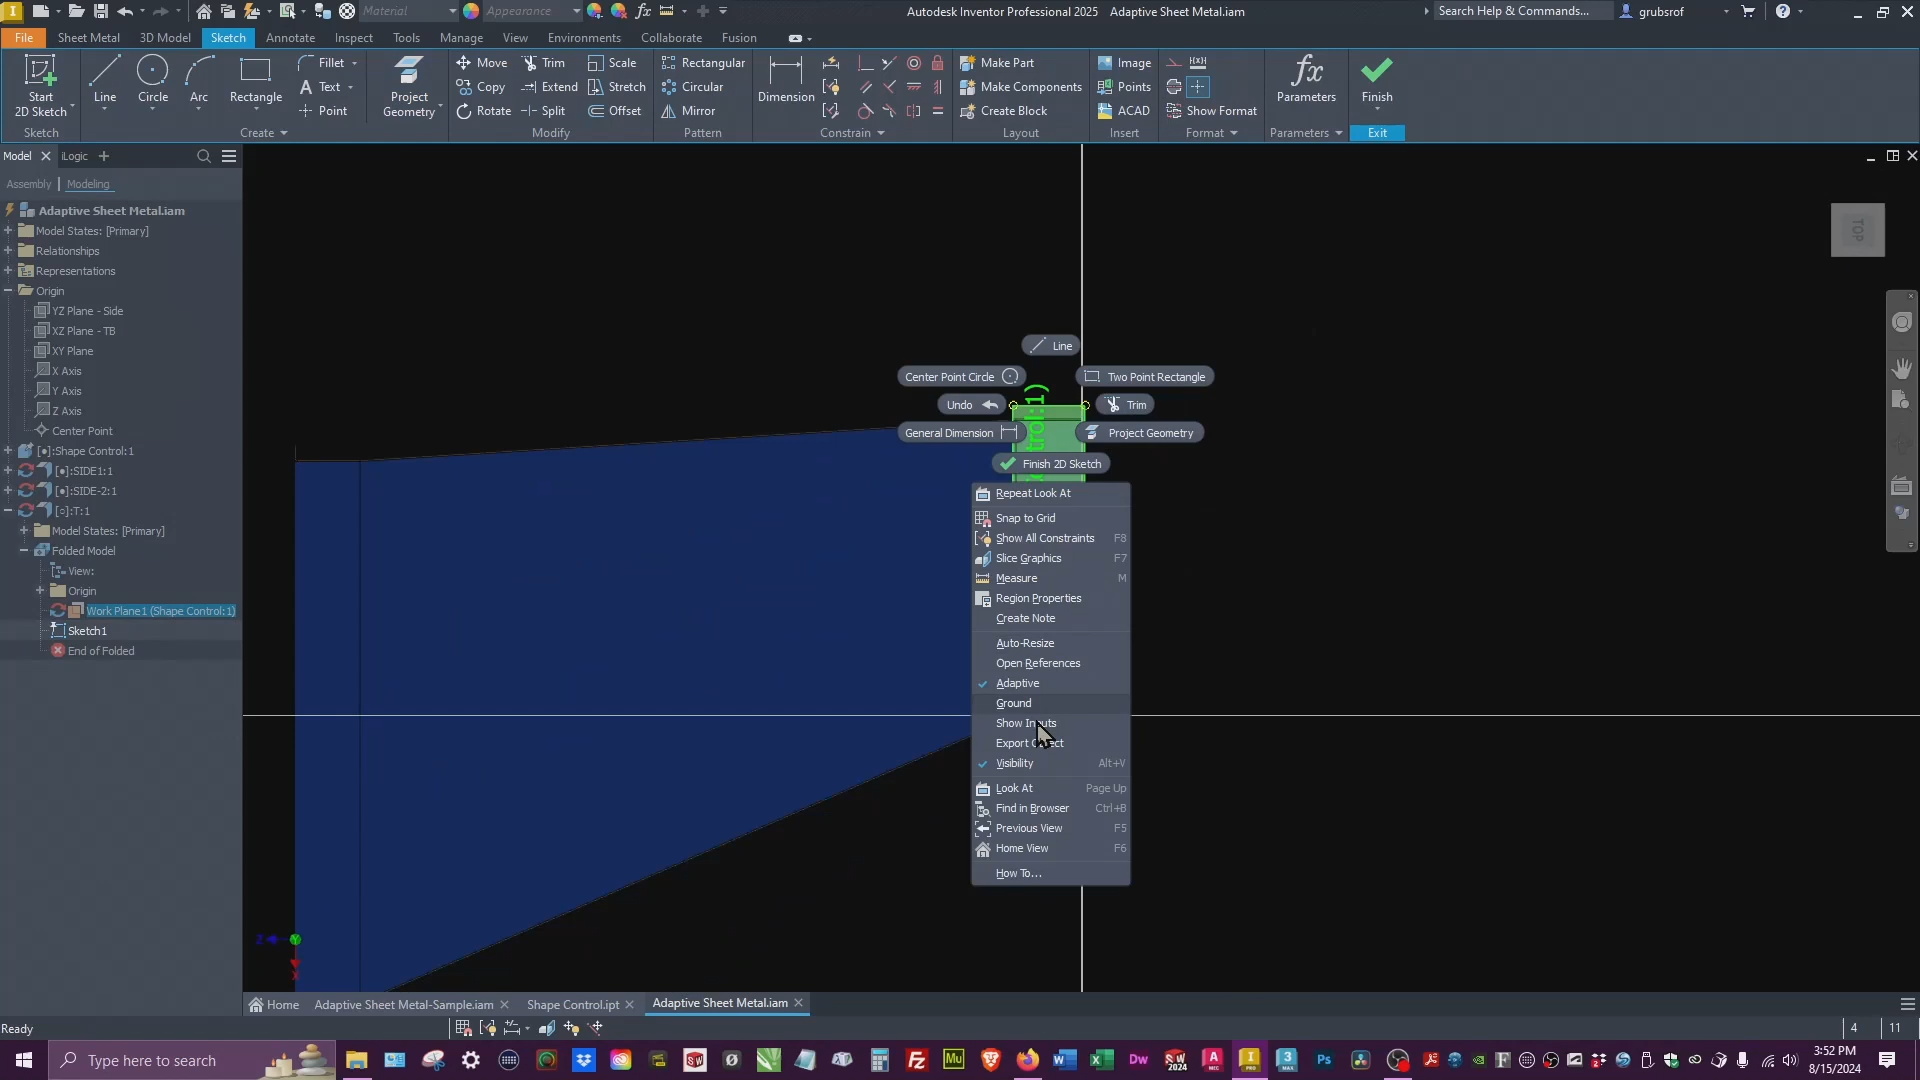 Material
Appearance
Autodesk Inventor Professional 2025 Adaptive Sheet Metal.iam
Search Help & Commands...
grubsrof
File Sheet Metal 3D Model Sketch Annotate Inspect Tools Manage View Environments Collaborate Fusion
Start
2D Sketch
Line Circle Arc Rectangle
Fillet
Text
Point
Project
Geometry
Move Trim Scale
Copy Extend Stretch
Rotate Split Offset
Rectangular
Circular
Mirror
Dimension
Make Part
Make Components
Create Block
Image
Points
ACAD
Show Format
Parameters
Finish
Sketch Create Modify Pattern Constrain Layout Insert Format Parameters Exit
Model iLogic
Assembly Modeling
Adaptive Sheet Metal.iam
Model States: [Primary]
Relationships
Representations
Origin
YZ Plane - Side
XZ Plane - TB
XY Plane
X Axis
Y Axis
Z Axis
Center Point
[●]:Shape Control:1
[●]:SIDE1:1
[●]:SIDE-2:1
[○]:T:1
Model States: [Primary]
Folded Model
View:
Origin
Work Plane1 (Shape Control:1)
Sketch1
End of Folded
TOP
Line
Center Point Circle Two Point Rectangle
Undo Trim
General Dimension Project Geometry
Finish 2D Sketch
trol:1)
Repeat Look At
Snap to Grid
Show All Constraints F8
Slice Graphics F7
Measure M
Region Properties
Create Note
Auto-Resize
Open References
Adaptive
Ground
Show Inputs
Export Object
Visibility Alt+V
Look At Page Up
Find in Browser Ctrl+B
Previous View F5
Home View F6
How To...
Z
Y
X
Home Adaptive Sheet Metal-Sample.iam Shape Control.ipt Adaptive Sheet Metal.iam
Ready
4 11
Type here to search
3:52 PM
8/15/2024